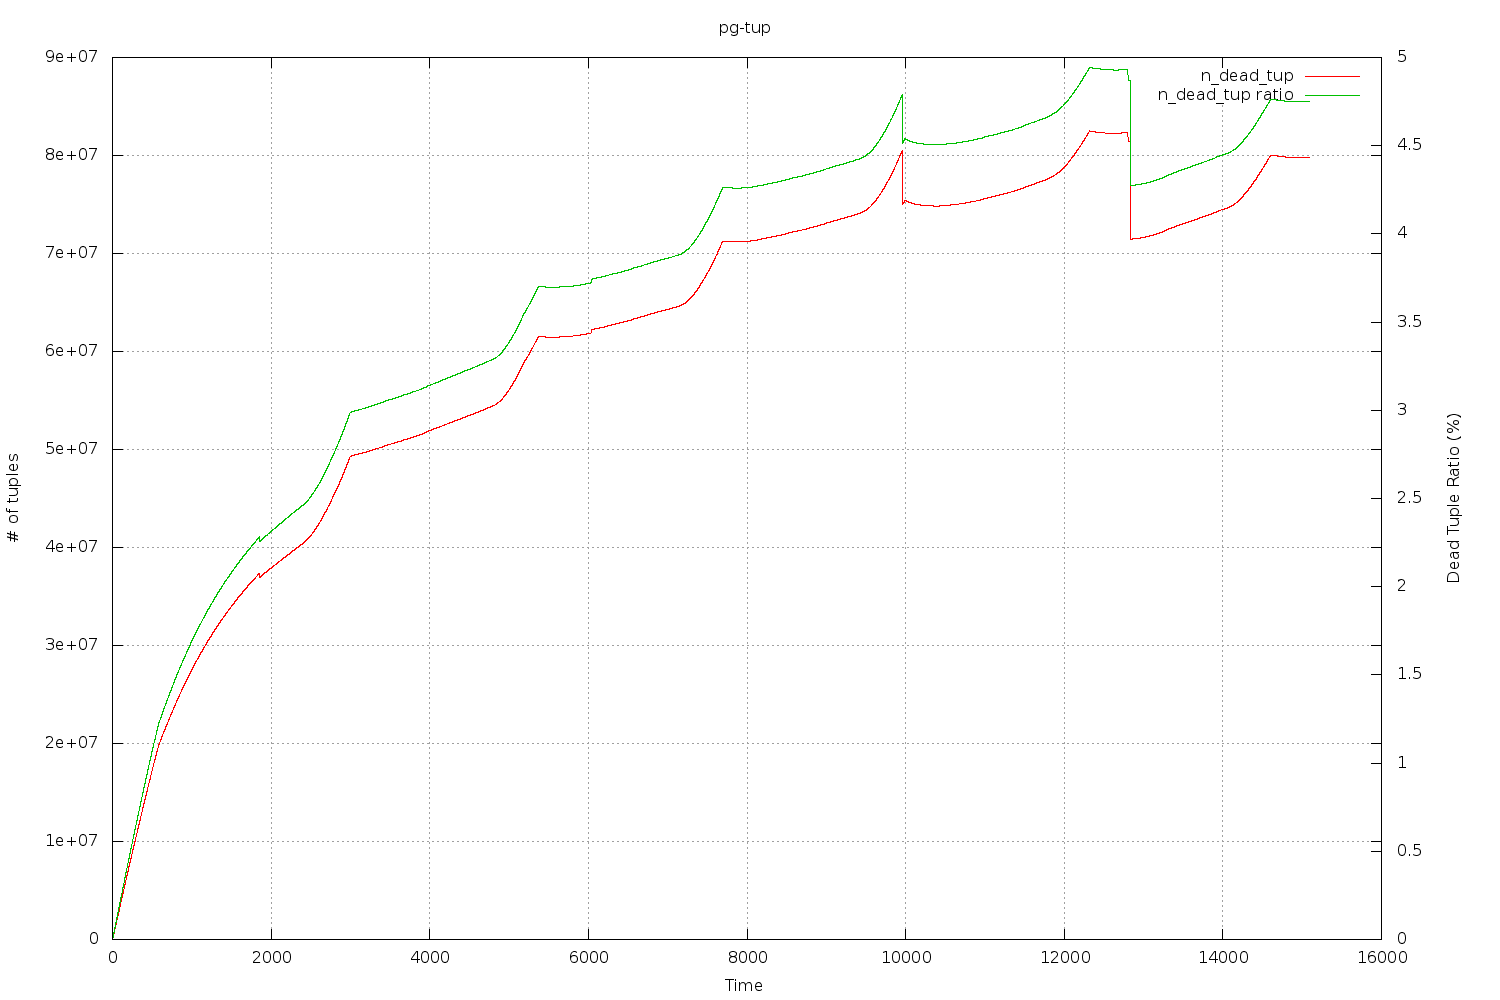 pg-tup
n_dead_tup
n_dead_tup ratio
# of tuples
9e+07
8e+07
7e+07
6e+07
5e+07
4e+07
3e+07
2e+07
1e+07
0
Dead Tuple Ratio (%)
5
4.5
4
3.5
3
2.5
2
1.5
1
0.5
0
0 2000 4000 6000 8000 10000 12000 14000 16000
Time